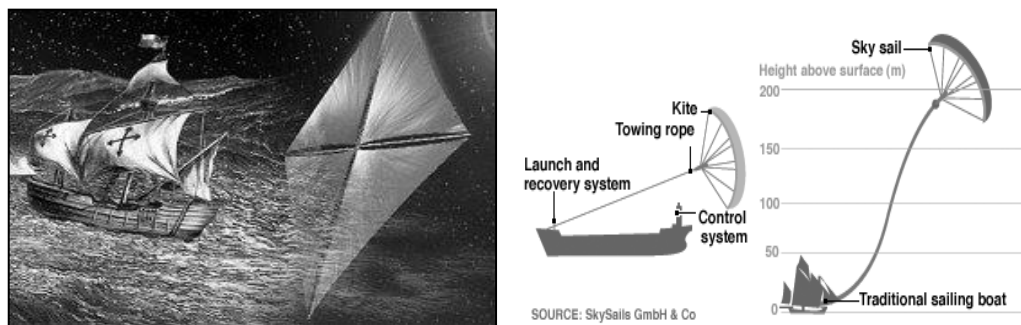 Kite
Towing rope
Launch and
recovery system
Control
system
SOURCE: SkySails GmbH & Co
Sky sail
Height above surface (m)
200
150
100
50
0
Traditional sailing boat